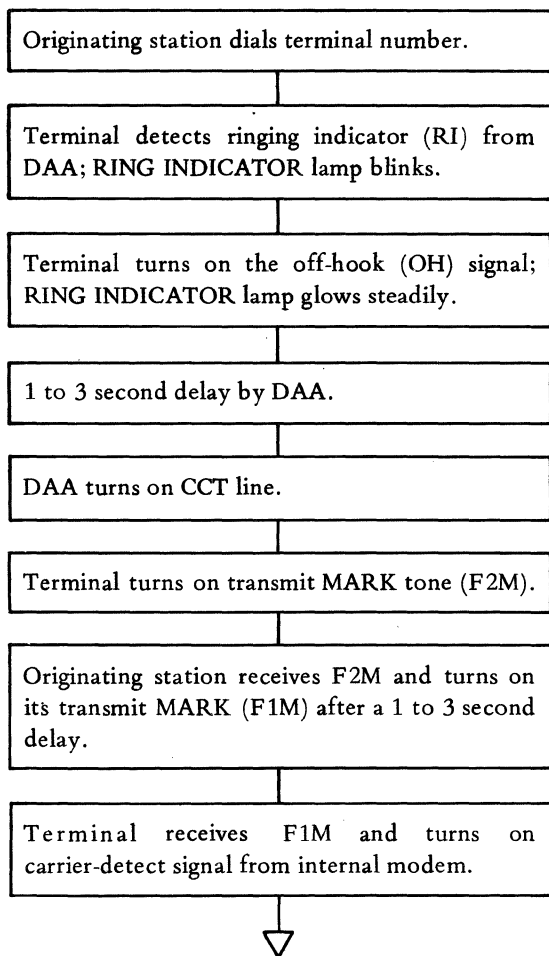 Originating station dials terminal number.
Terminal detects ringing indicator (RI) from
DAA; RING INDICATOR lamp blinks.
Terminal turns on the off-hook (OH) signal;
RING INDICATOR lamp glows steadily.
1 to 3 second delay by DAA.
DAA turns on CCT line.
Terminal turns on transmit MARK tone (F2M).
Originating station receives F2M and turns on
its transmit MARK (F1M) after a 1 to 3 second
delay.
Terminal receives F1M and turns on
carrier-detect signal from internal modem.